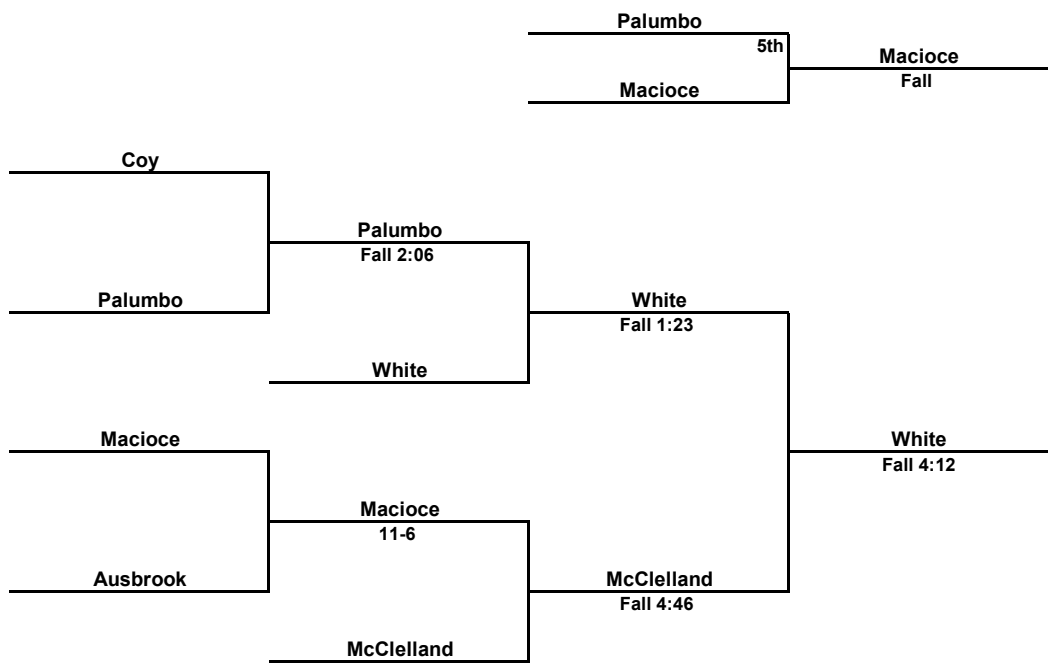 Palumbo
5th
Macioce
Fall
Macioce
Coy
Palumbo
Fall 2:06
Palumbo
White
Fall 1:23
White
Macioce
White
Fall 4:12
Macioce
11-6
Ausbrook
McClelland
Fall 4:46
McClelland